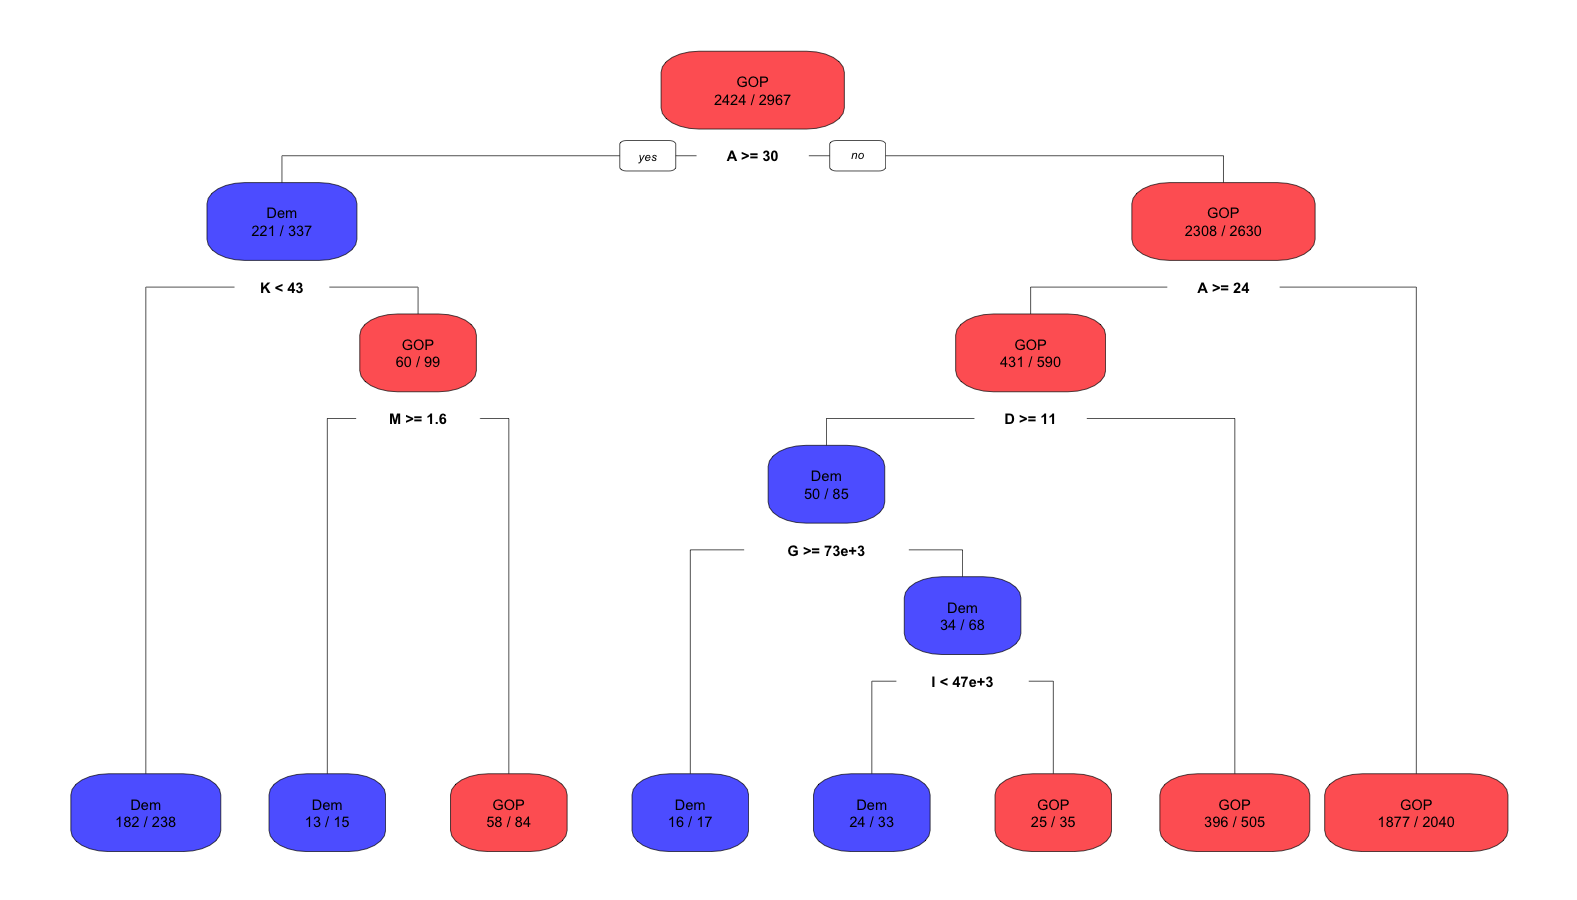 GOP
2424 / 2967
yes
A >= 30
no
Dem
221 / 337
GOP
2308 / 2630
K < 43
A >= 24
GOP
60 / 99
GOP
431 / 590
M >= 1.6
D >= 11
Dem
50 / 85
G >= 73e+3
Dem
34 / 68
I < 47e+3
Dem
182 / 238
Dem
13 / 15
GOP
58 / 84
Dem
16 / 17
Dem
24 / 33
GOP
25 / 35
GOP
396 / 505
GOP
1877 / 2040